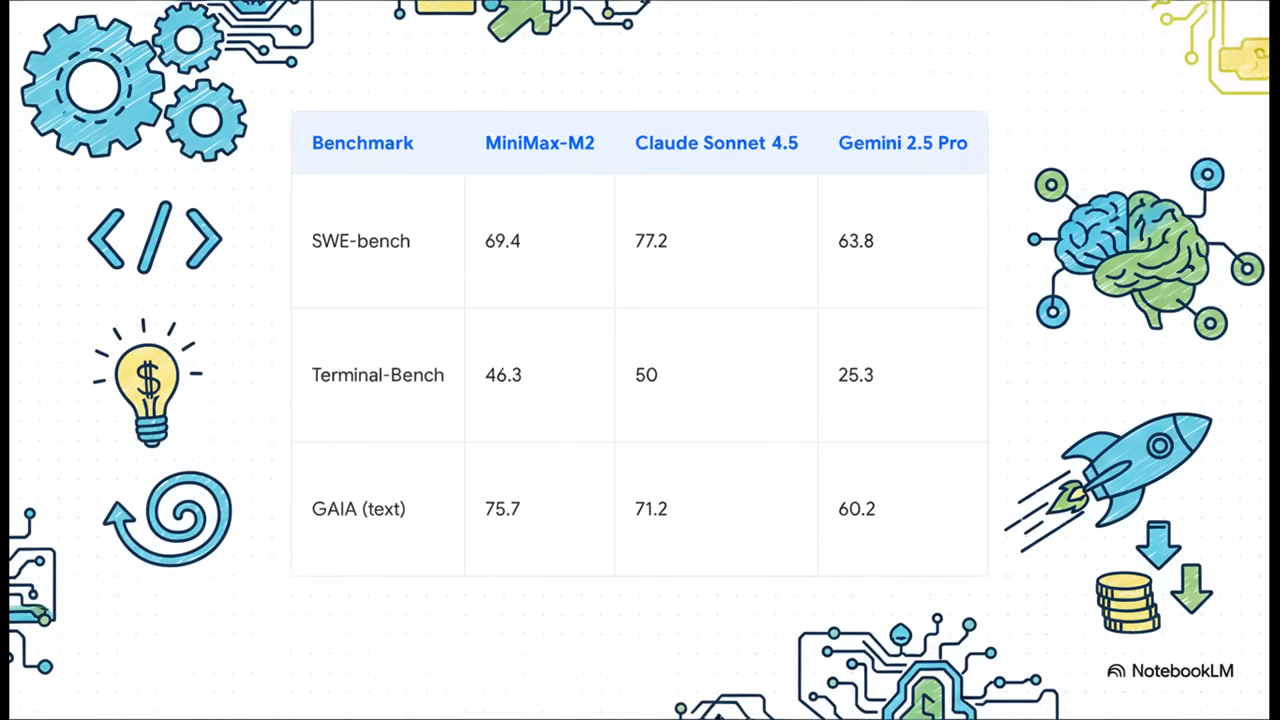 Benchmark MiniMax-M2 Claude Sonnet 4.5 Gemini 2.5 Pro
SWE-bench 69.4 77.2 63.8
Terminal-Bench 46.3 50 25.3
GAIA (text) 75.7 71.2 60.2
$
NotebookLM